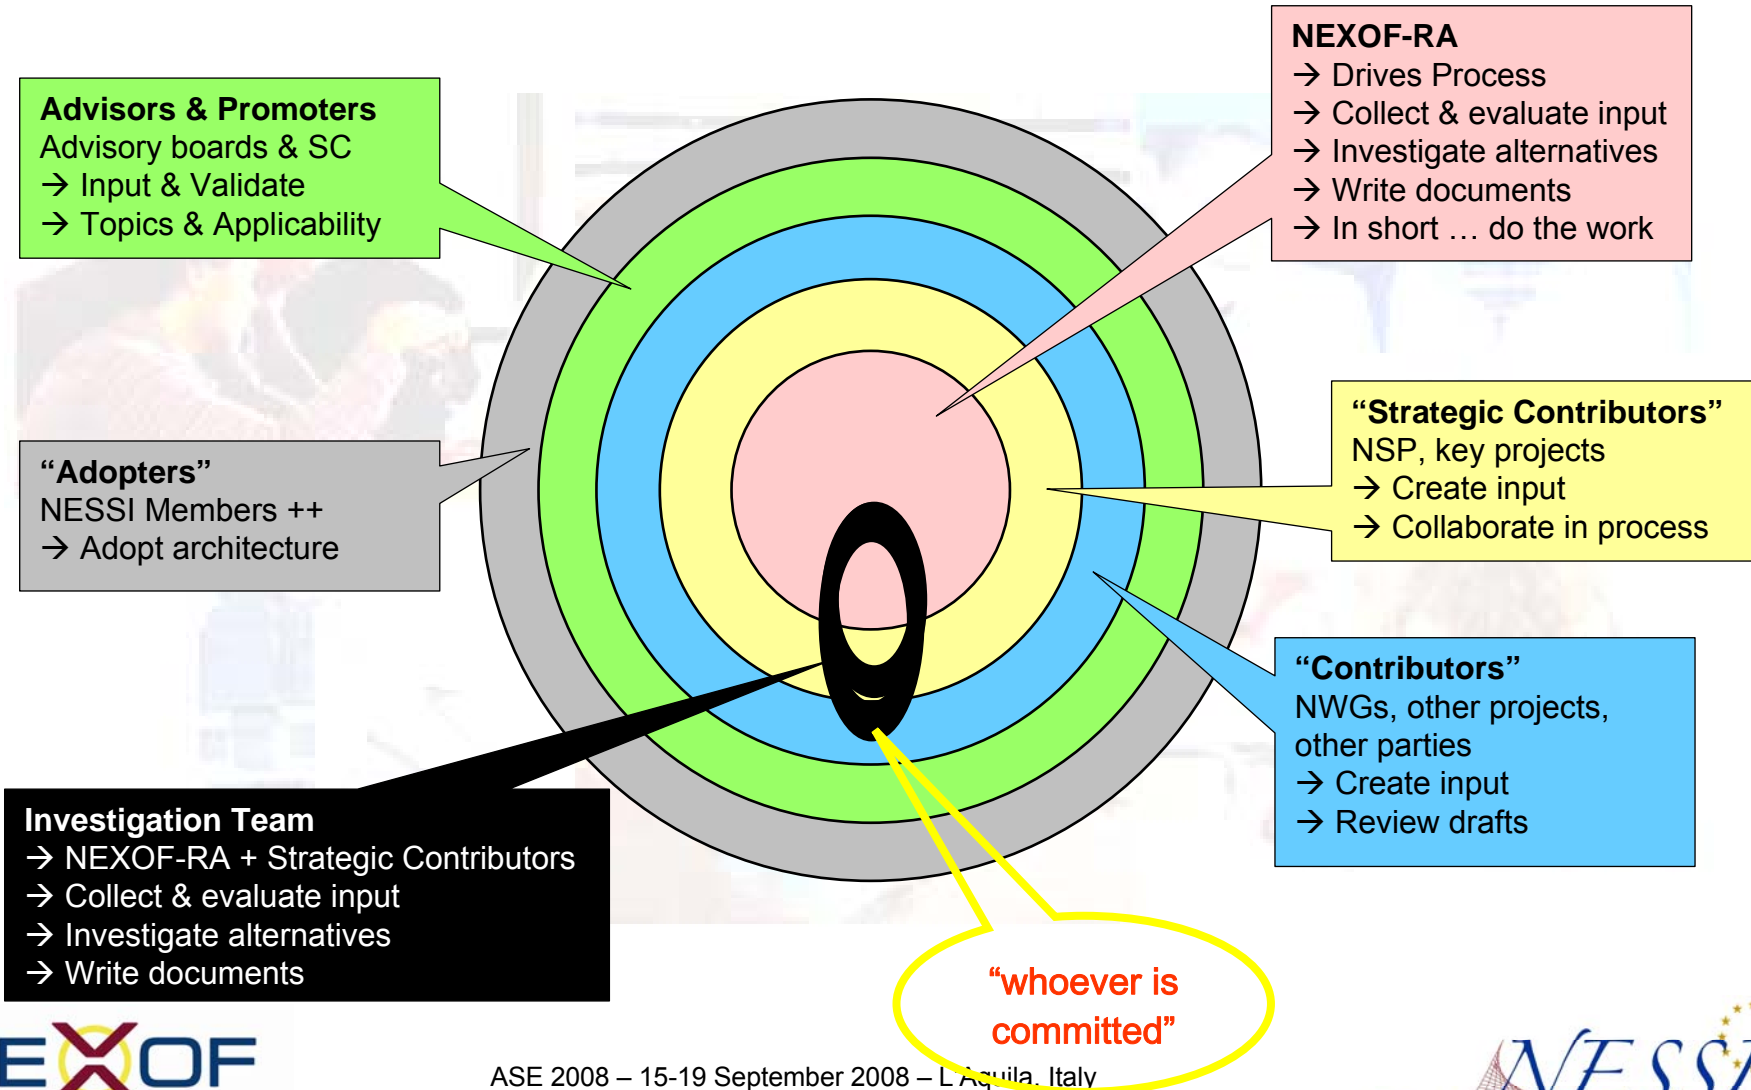 NEXOF-RA
→ Drives Process
→ Collect & evaluate input
→ Investigate alternatives
→ Write documents
→ In short … do the work
Advisors & Promoters
Advisory boards & SC
→ Input & Validate
→ Topics & Applicability
“Strategic Contributors”
NSP, key projects
→ Create input
→ Collaborate in process
“Adopters”
NESSI Members ++
→ Adopt architecture
“Contributors”
NWGs, other projects,
other parties
→ Create input
→ Review drafts
Investigation Team
→ NEXOF-RA + Strategic Contributors
→ Collect & evaluate input
→ Investigate alternatives
→ Write documents
“whoever is
committed”
EXOF
ASE 2008 – 15-19 September 2008 – L'Aquila, Italy
NESSI